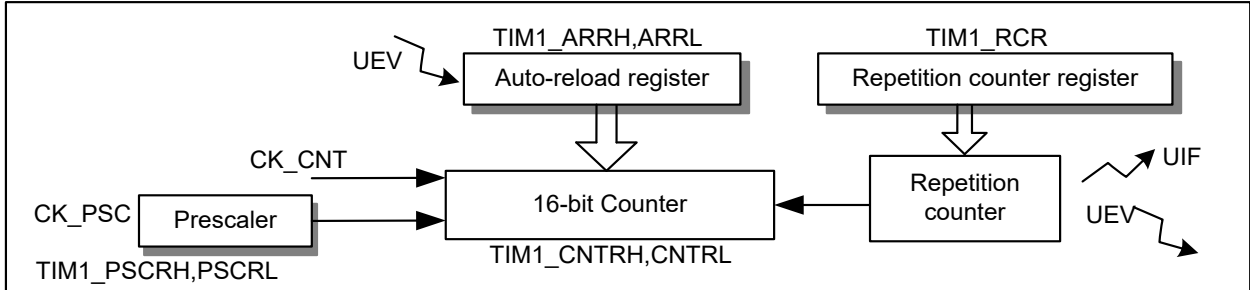 TIM1_ARRH,ARRL
TIM1_RCR
UEV
Auto-reload register
Repetition counter register
CK_CNT
UIF
Repetition
counter
16-bit Counter
CK_PSC
Prescaler
UEV
TIM1_CNTRH,CNTRL
TIM1_PSCRH,PSCRL